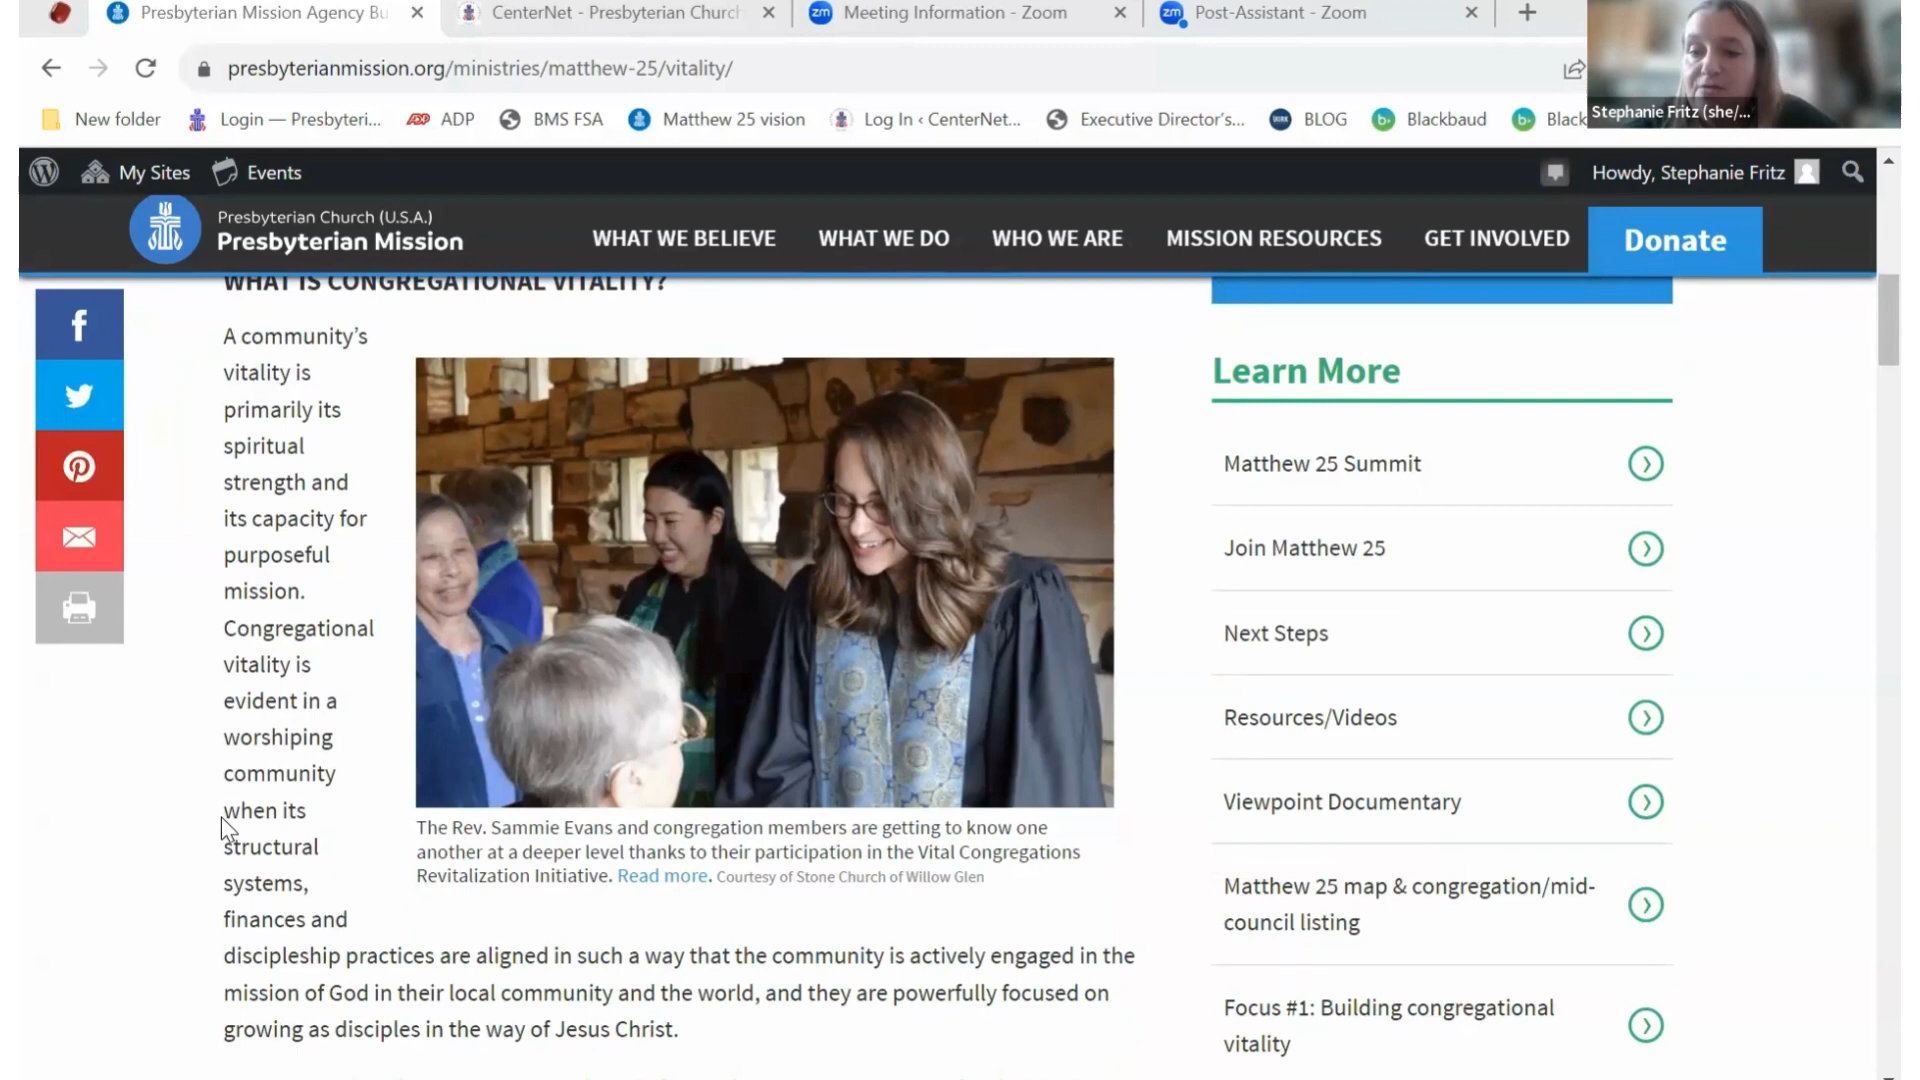 Presbyterian Mission Agency Bu
CenterNet - Presbyterian Church
zm Meeting Information - Zoom
zm Post-Assistant - Zoom
presbyterianmission.org/ministries/matthew-25/vitality/
New folder
Login — Presbyteri...
ADP ADP
BMS FSA
Matthew 25 vision
Log In ‹ CenterNet...
Executive Director's...
BLOG
b. Blackbaud
b. Black
Stephanie Fritz (she/...
My Sites
Events
Howdy, Stephanie Fritz
Presbyterian Church (U.S.A.)
Presbyterian Mission
WHAT WE BELIEVE
WHAT WE DO
WHO WE ARE
MISSION RESOURCES
GET INVOLVED
Donate
WHAT IS CONGREGATIONAL VITALITY?
A community's
vitality is
primarily its
spiritual
strength and
its capacity for
purposeful
mission.
Congregational
vitality is
evident in a
worshiping
community
when its
structural
systems,
finances and
discipleship practices are aligned in such a way that the community is actively engaged in the
mission of God in their local community and the world, and they are powerfully focused on
growing as disciples in the way of Jesus Christ.
The Rev. Sammie Evans and congregation members are getting to know one
another at a deeper level thanks to their participation in the Vital Congregations
Revitalization Initiative. Read more. Courtesy of Stone Church of Willow Glen
Learn More
Matthew 25 Summit
Join Matthew 25
Next Steps
Resources/Videos
Viewpoint Documentary
Matthew 25 map & congregation/mid-
council listing
Focus #1: Building congregational
vitality